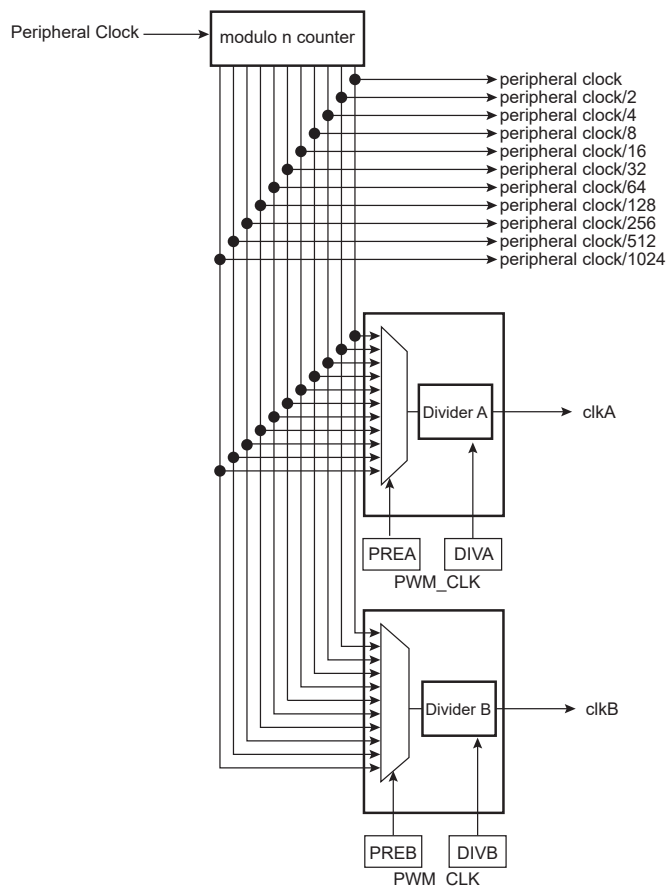 Peripheral Clock
modulo n counter
peripheral clock
peripheral clock/2
peripheral clock/4
peripheral clock/8
peripheral clock/16
peripheral clock/32
peripheral clock/64
peripheral clock/128
peripheral clock/256
peripheral clock/512
peripheral clock/1024
Divider A
clkA
PREA
DIVA
PWM_CLK
Divider B
clkB
PREB
DIVB
PWM CLK